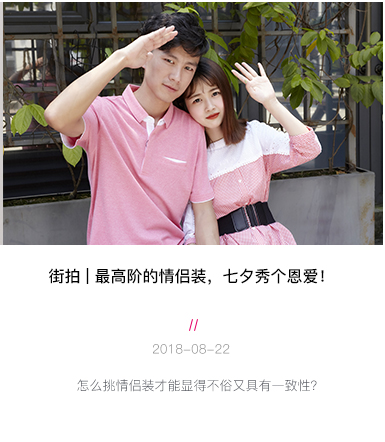 街拍 | 最高阶的情侣装，七夕秀个恩爱！
//
2018-08-22
怎么挑情侣装才能显得不俗又具有一致性？